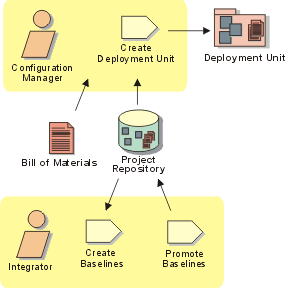 Create
Deployment Unit
Configuration
Manager
Deployment Unit
Bill of Materials
Project
Repository
Integrator
Create
Baselines
Promote
Baselines